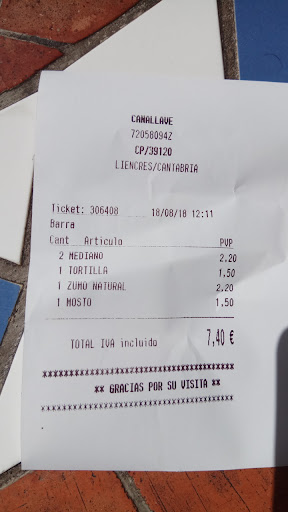 CANALLAVE
72058094Z
CP/39120
LIENCRES/CANTABRIA
Ticket: 306408 18/08/18 12:11
Barra
Cant Artículo PVP
2 MEDIANO 2.20
1 TORTILLA 1.50
1 ZUMO NATURAL 2.20
1 MOSTO 1.50
TOTAL IVA incluido 7,40 €
** GRACIAS POR SU VISITA **